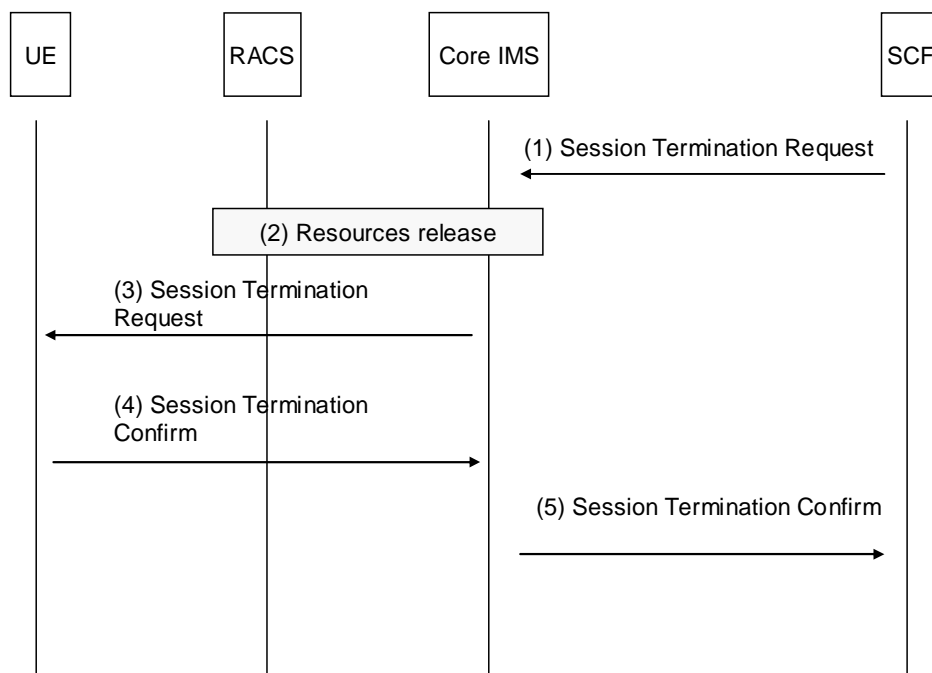 UE
RACS
Core IMS
SCF
(1) Session Termination Request
(2) Resources release
(3) Session Termination
Request
(4) Session Termination
Confirm
(5) Session Termination Confirm